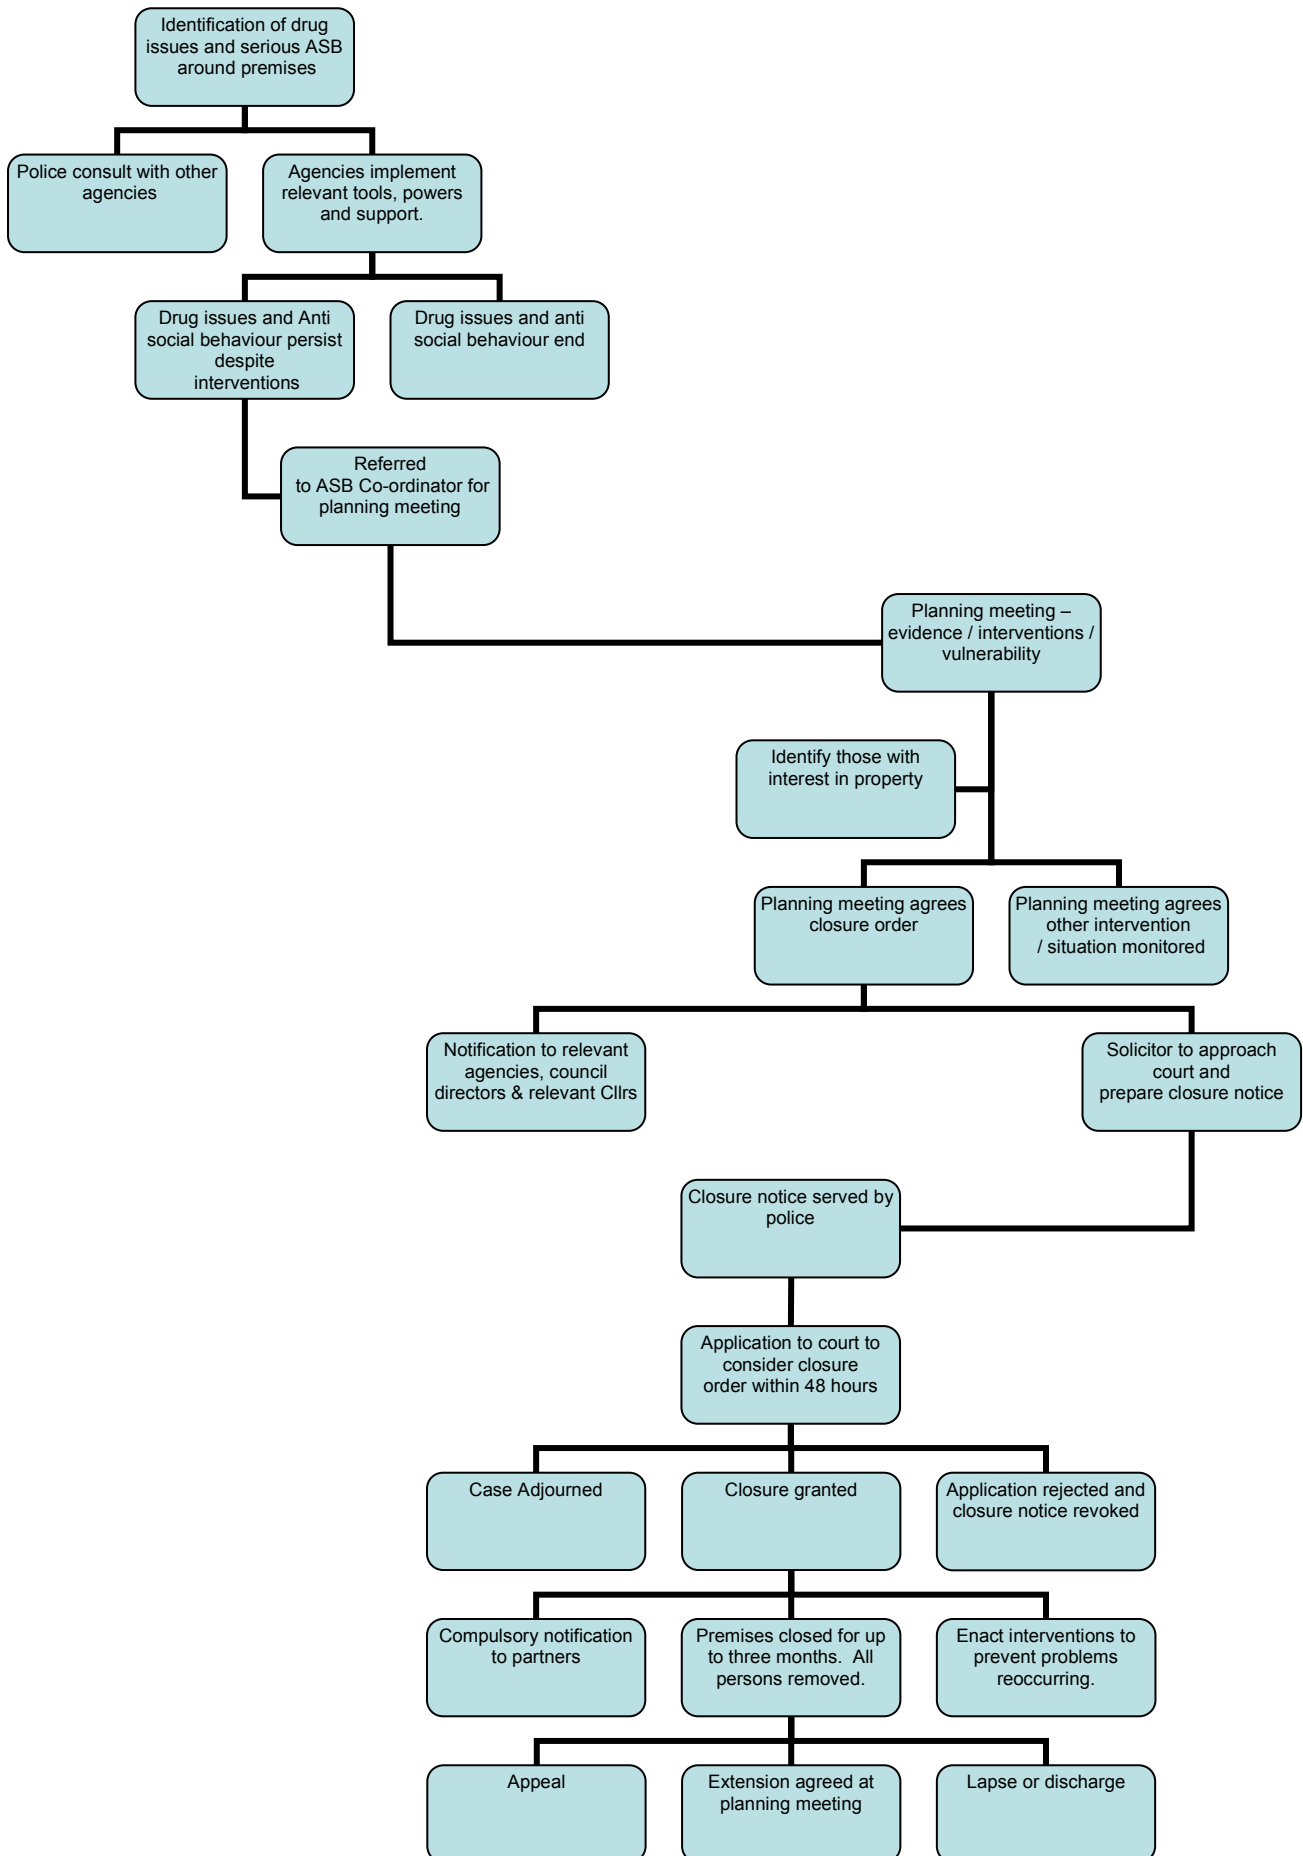 Identification of drug
issues and serious ASB
around premises
Police consult with other
agencies
Agencies implement
relevant tools, powers
and support.
Drug issues and Anti
social behaviour persist
despite
interventions
Drug issues and anti
social behaviour end
Referred
to ASB Co-ordinator for
planning meeting
Planning meeting –
evidence / interventions /
vulnerability
Identify those with
interest in property
Planning meeting agrees
closure order
Planning meeting agrees
other intervention
/ situation monitored
Notification to relevant
agencies, council
directors & relevant Cllrs
Solicitor to approach
court and
prepare closure notice
Closure notice served by
police
Application to court to
consider closure
order within 48 hours
Case Adjourned
Closure granted
Application rejected and
closure notice revoked
Compulsory notification
to partners
Premises closed for up
to three months.  All
persons removed.
Enact interventions to
prevent problems
reoccurring.
Appeal
Extension agreed at
planning meeting
Lapse or discharge